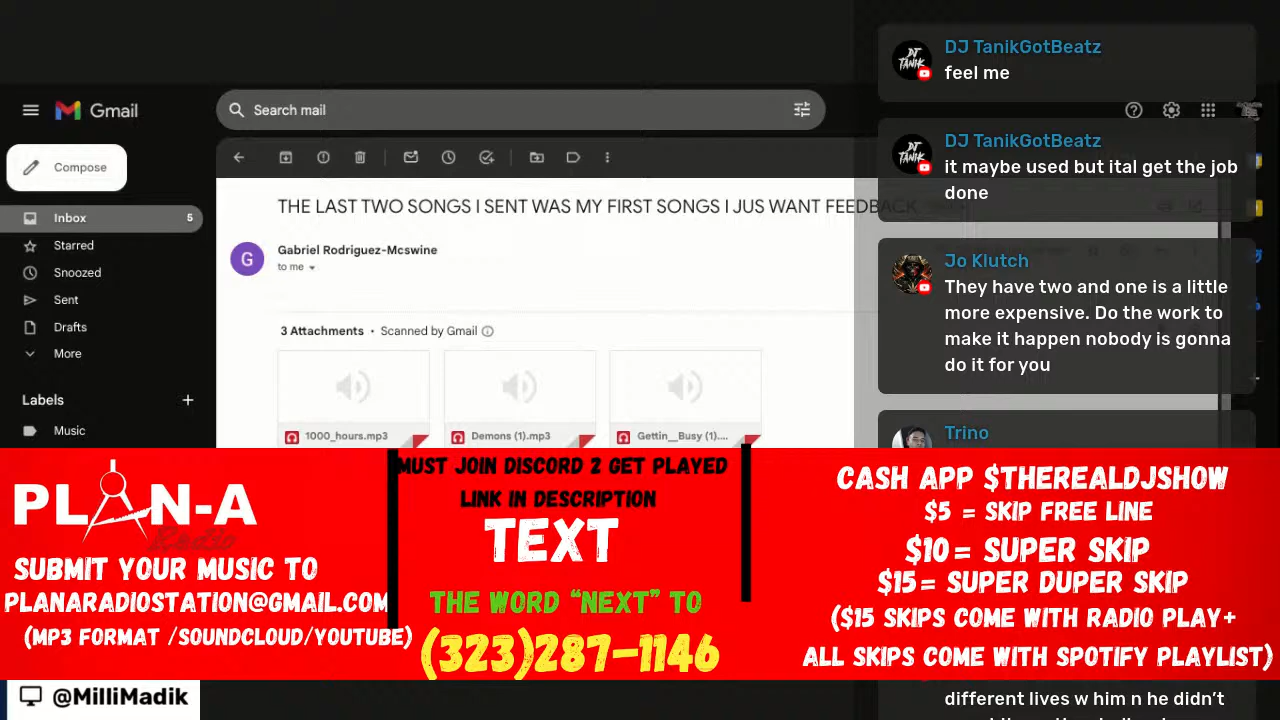 Gmail
Search mail
Compose
Inbox 5
Starred
Snoozed
Sent
Drafts
More
Labels +
Music
THE LAST TWO SONGS I SENT WAS MY FIRST SONGS I JUS WANT FEEDBACK
G
Gabriel Rodriguez-Mcswine
to me
3 Attachments • Scanned by Gmail
1000_hours.mp3
Demons (1).mp3
Gettin__Busy (1)....
DJ TanikGotBeatz
feel me
DJ TanikGotBeatz
it maybe used but ital get the job
done
Jo Klutch
They have two and one is a little
more expensive. Do the work to
make it happen nobody is gonna
do it for you
Trino
PLAN-A
Radio
SUBMIT YOUR MUSIC TO
PLANARADIOSTATION@GMAIL.COM
(MP3 FORMAT /SOUNDCLOUD/YOUTUBE)
MUST JOIN DISCORD 2 GET PLAYED
LINK IN DESCRIPTION
TEXT
THE WORD “NEXT” TO
(323)287-1146
CASH APP $THEREALDJSHOW
$5 = SKIP FREE LINE
$10= SUPER SKIP
$15= SUPER DUPER SKIP
($15 SKIPS COME WITH RADIO PLAY+
ALL SKIPS COME WITH SPOTIFY PLAYLIST)
@MilliMadik
different lives w him n he didn’t